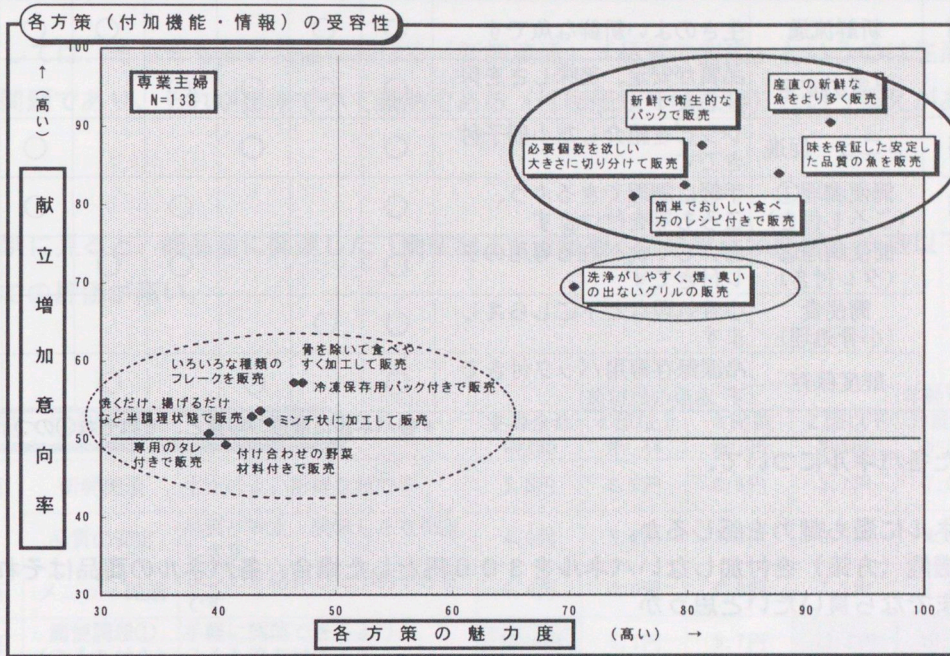 各方策（付加機能・情報）の受容性
100
90
80
70
60
50
40
30
↑
（高い）
献立増加意向率
専業主婦
N=138
産直の新鮮な
魚をより多く販売
新鮮で衛生的な
パックで販売
必要個数を欲しい
大きさに切り分けて販売
味を保証した安定し
た品質の魚を販売
簡単でおいしい食べ
方のレシピ付きで販売
洗浄がしやすく、煙、臭い
の出ないグリルの販売
骨を除いて食べや
すく加工して販売
いろいろな種類の
フレークを販売
冷凍保存用パック付きで販売
焼くだけ、揚げるだけ
など半調理状態で販売
ミンチ状に加工して販売
専用のタレ
付きで販売
付け合わせの野菜
材料付きで販売
30 40 50 60 70 80 90 100
各方策の魅力度 （高い） →